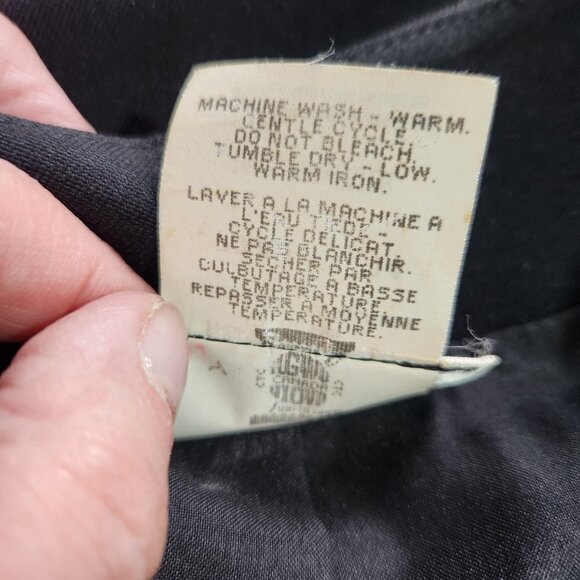 MACHINE WASH - WARM.
GENTLE CYCLE.
DO NOT BLEACH.
TUMBLE DRY - LOW.
WARM IRON.
LAVER A LA MACHINE A
L'EAU TIEDE -
CYCLE DELICAT.
NE PAS BLANCHIR.
SECHER PAR
CULBUTAGE A BASSE
TEMPERATURE.
REPASSER A MOYENNE
TEMPERATURE.
CANADA